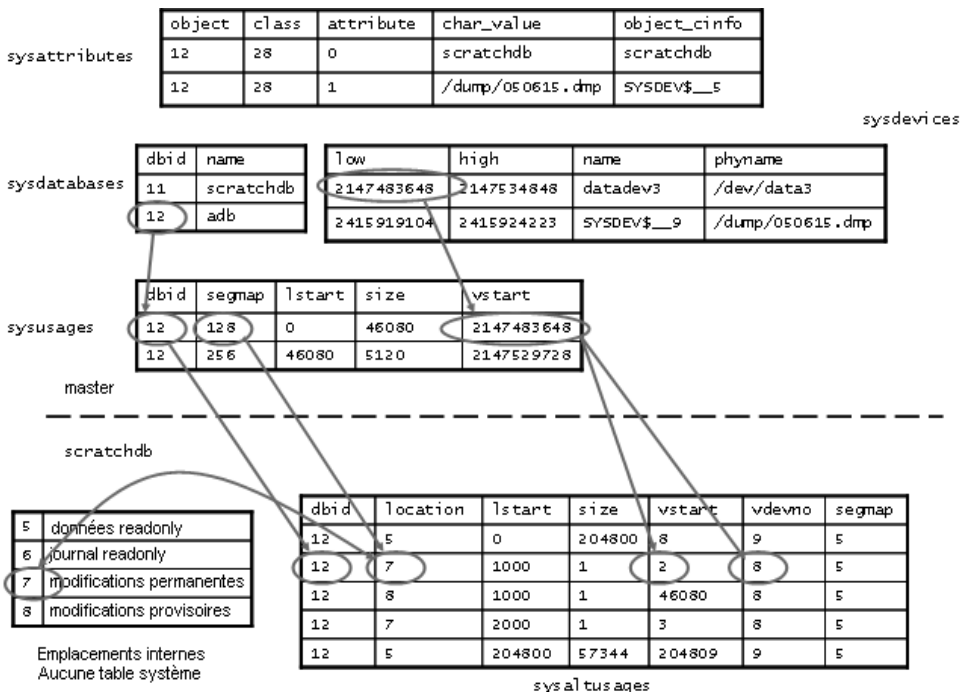 object class attribute char_value object_cinfo
sysattributes
12 28 0 scratchdb scratchdb
12 28 1 /dump/050615.dmp SYSDEV$__5
sysdevices
dbid name
sysdatabases
11 scratchdb
12 adb
low high name phyname
2147483648 2147534848 datadev3 /dev/data3
2415919104 2415924223 SYSDEV$__9 /dump/050615.dmp
dbid segmap lstart size vstart
sysusages
12 128 0 46080 2147483648
12 256 46080 5120 2147529728
master
scratchdb
5 données readonly
6 journal readonly
7 modifications permanentes
8 modifications provisoires
Emplacements internes
Aucune table système
dbid location lstart size vstart vdevno segmap
12 5 0 204800 8 9 5
12 7 1000 1 2 8 5
12 8 1000 1 46080 8 5
12 7 2000 1 3 8 5
12 5 204800 57344 204809 9 5
sysaltusages